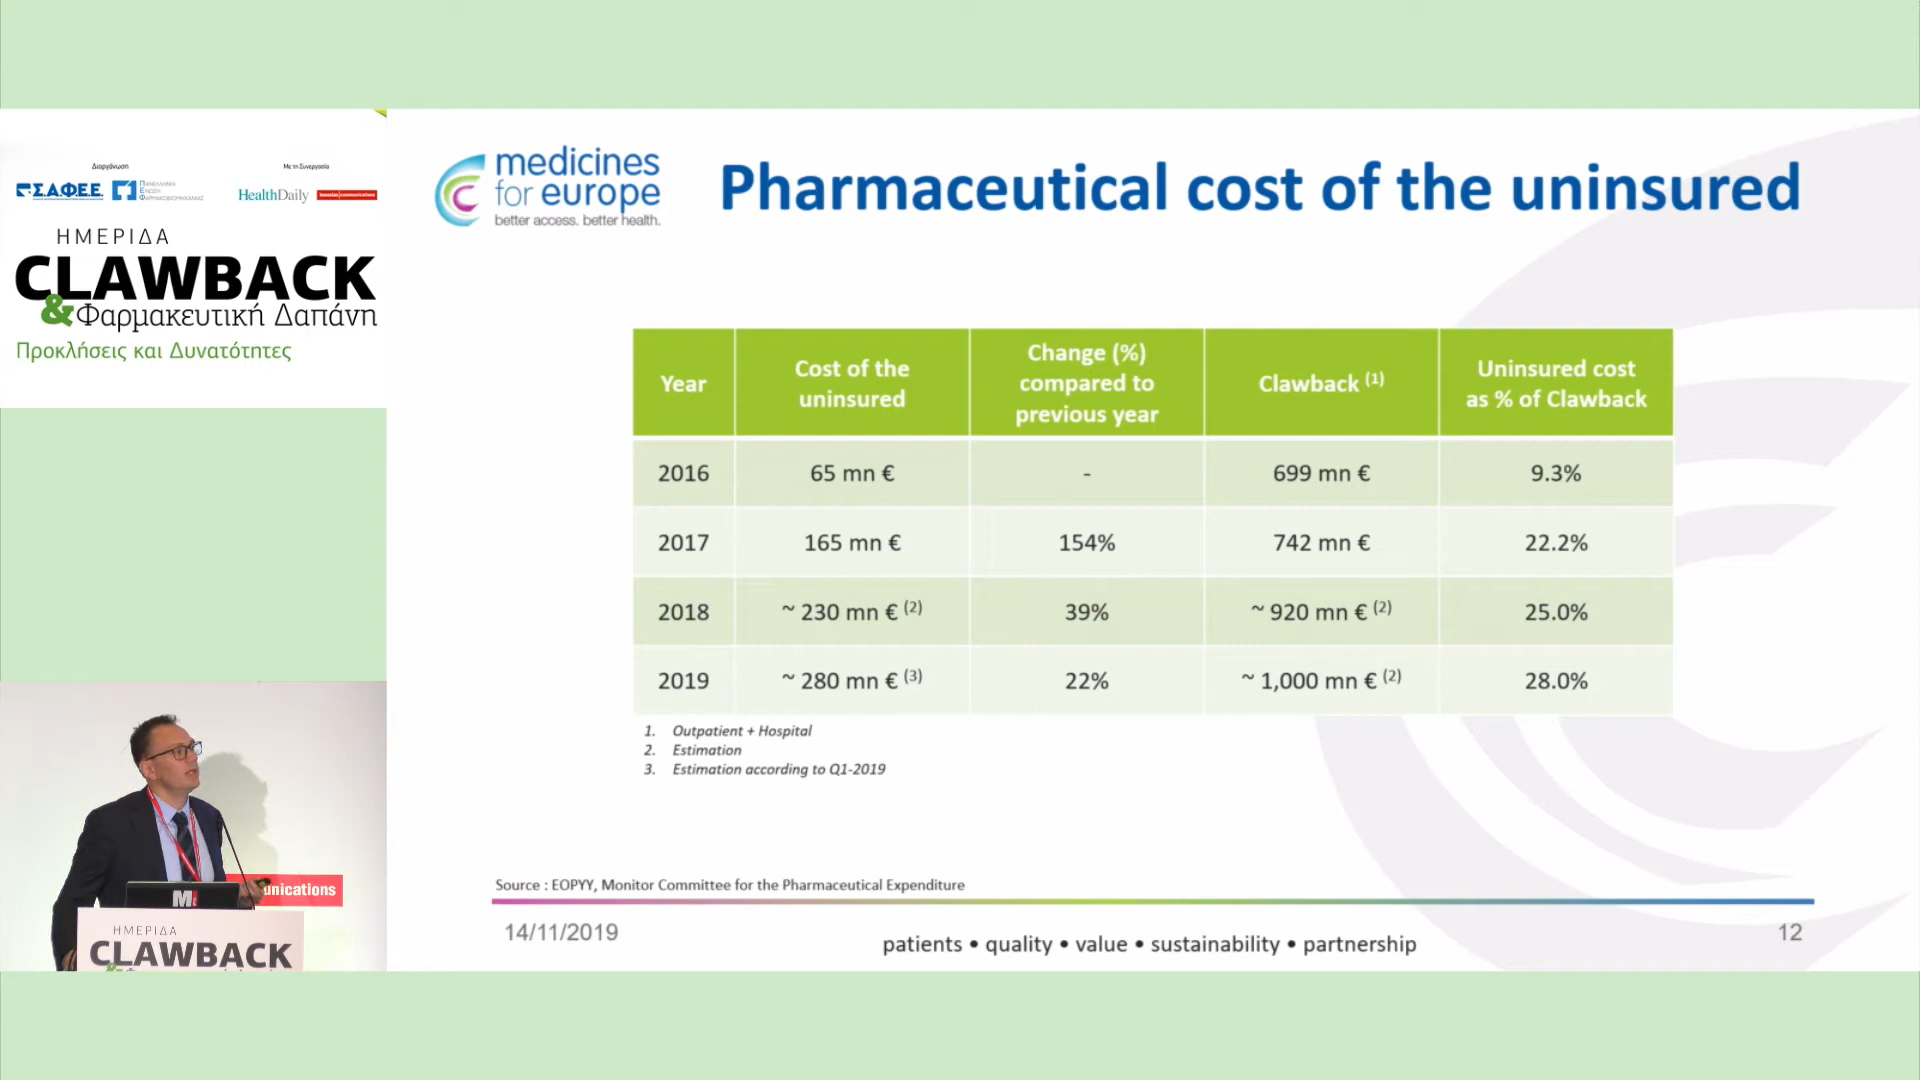 Διοργάνωση
Με τη Συνεργασία
Σ.Α.Φ.Ε.Ε.
ΠΑΝΕΛΛΗΝΙΑ
ΕΝΩΣΗ
ΦΑΡΜΑΚΟΒΙΟΜΗΧΑΝΙΑΣ
HealthDaily
ΗΜΕΡΙΔΑ
CLAWBACK
&Φαρμακευτική Δαπάνη
Προκλήσεις και Δυνατότητες
medicines
for europe
better access. better health.
Pharmaceutical cost of the uninsured
Year
Cost of the
uninsured
Change (%)
compared to
previous year
Clawback (1)
Uninsured cost
as % of Clawback
2016 65 mn € - 699 mn € 9.3%
2017 165 mn € 154% 742 mn € 22.2%
2018 ~ 230 mn € (2) 39% ~ 920 mn € (2) 25.0%
2019 ~ 280 mn € (3) 22% ~ 1,000 mn € (2) 28.0%
1. Outpatient + Hospital
2. Estimation
3. Estimation according to Q1-2019
Source : EOPYY, Monitor Committee for the Pharmaceutical Expenditure
14/11/2019
patients • quality • value • sustainability • partnership
12
unications
ΗΜΕΡΙΔΑ
CLAWBACK